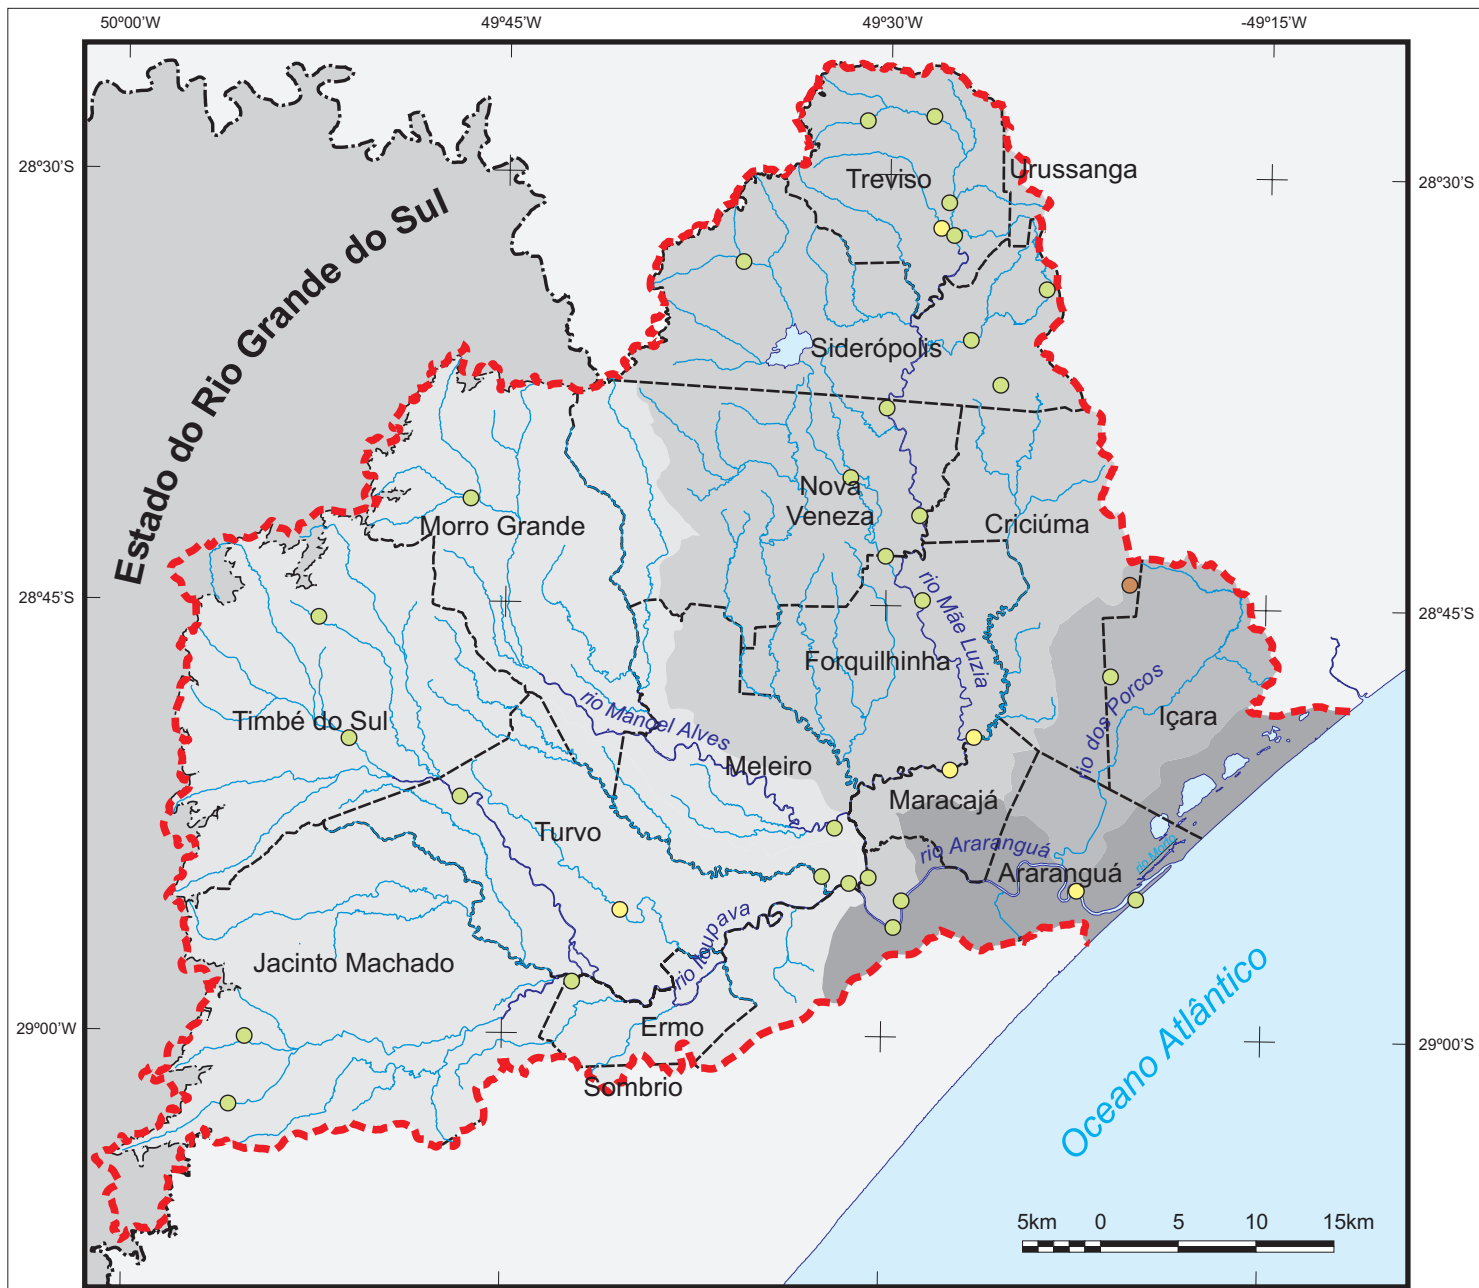 50°00'W
49°45'W
49°30'W
-49°15'W
28°30'S
28°30'S
Treviso
Urussanga
Estado do Rio Grande do Sul
Siderópolis
Nova
Veneza
Morro Grande
Criciúma
28°45'S
28°45'S
rio Mãe Luzia
Forquilhinha
rio dos Porcos
Içara
Timbé do Sul
rio Manoel Alves
Meleiro
Maracajá
Turvo
rio Araranguá
rio Morro
Araranguá
rio Itoupava
Jacinto Machado
Oceano Atlântico
Ermo
29°00'W
29°00'S
Sombrio
5km 0 5 10 15km